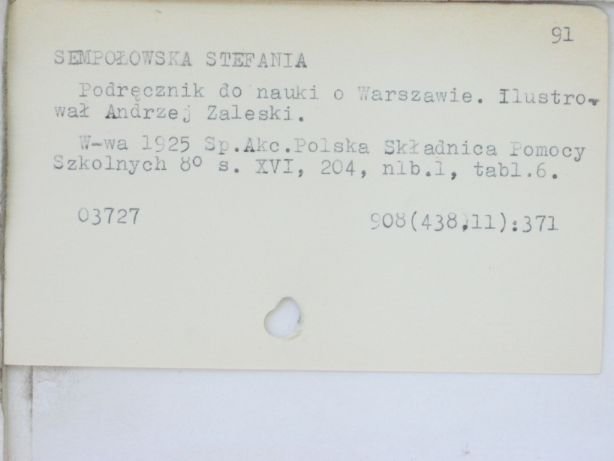 91
SEMPOŁOWSKA STEFANIA
Podręcznik do nauki o Warszawie. Ilustro-
wał Andrzej Zaleski.
W-wa 1925 Sp.Akc.Polska Składnica Pomocy
Szkolnych 8º s. XVI, 204, nlb.1, tabl.6.
03727 908(438,11):371